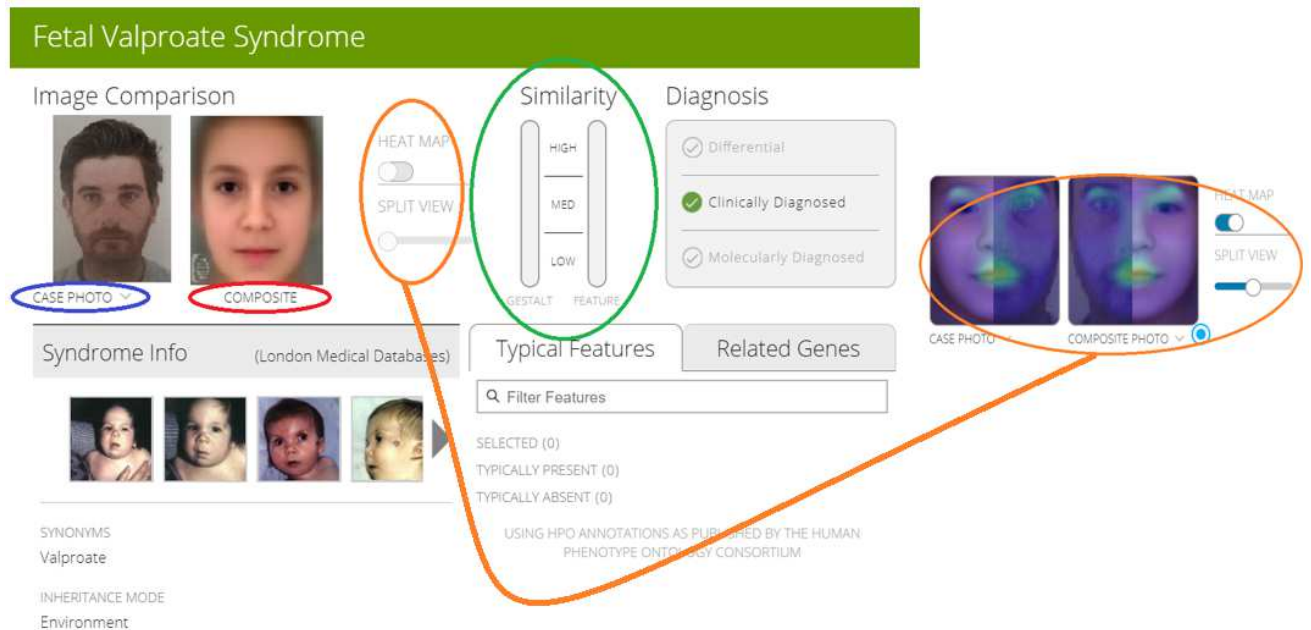 Fetal Valproate Syndrome
Image Comparison
HEAT MAP
SPLIT VIEW
CASE PHOTO
COMPOSITE
Similarity
HIGH
MED
LOW
GESTALT FEATURE
Diagnosis
Differential
Clinically Diagnosed
Molecularly Diagnosed
HEAT MAP
SPLIT VIEW
CASE PHOTO
COMPOSITE PHOTO
Syndrome Info (London Medical Databases)
SYNONYMS
Valproate
INHERITANCE MODE
Environment
Typical Features
Related Genes
Filter Features
SELECTED (0)
TYPICALLY PRESENT (0)
TYPICALLY ABSENT (0)
USING HPO ANNOTATIONS AS PUBLISHED BY THE HUMAN
PHENOTYPE ONTOLOGY CONSORTIUM